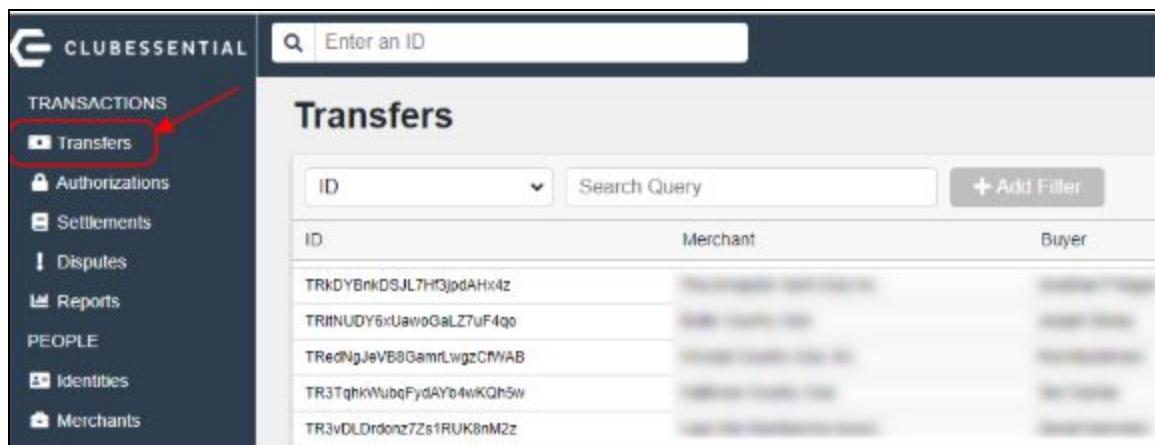 CLUBESSENTIAL
Enter an ID
TRANSACTIONS
Transfers
Authorizations
Settlements
Disputes
Reports
PEOPLE
Identities
Merchants
Transfers
ID
Search Query
+ Add Filter
ID Merchant Buyer
TRkDYBnkDSJL7Hf3jpdAHx4z
TRftNUDY6xUawoGaLZ7uF4qo
TRedNgJeVB8GamrLwgzCfWAB
TR3TqhkWubqFydAYb4wKQh5w
TR3vDLDrdonz7Zs1RUK8nM2z